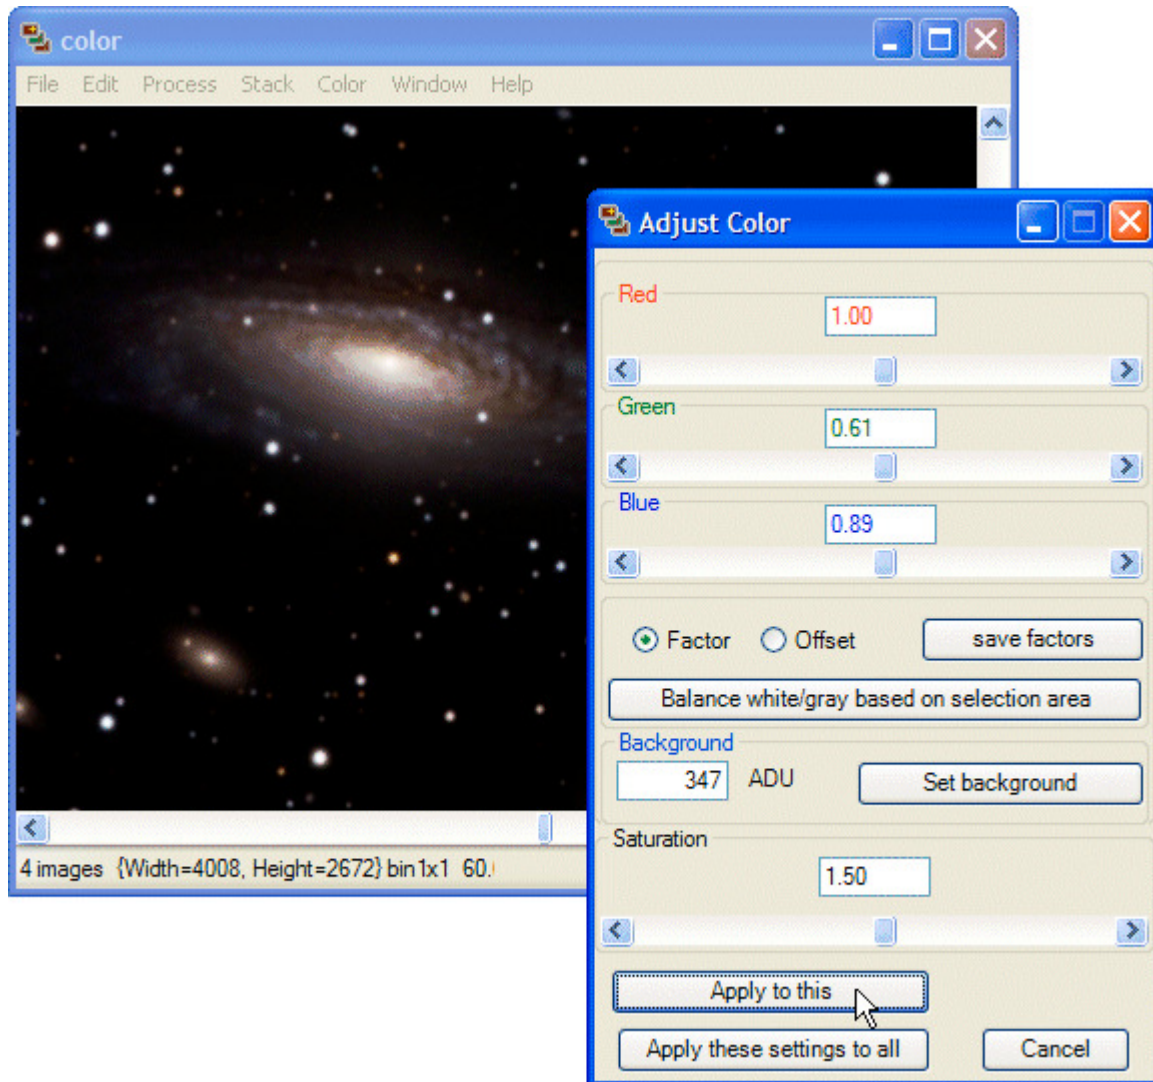 color
File Edit Process Stack Color Window Help
4 images {Width=4008, Height=2672} bin1x1 60.
Adjust Color
Red
1.00
Green
0.61
Blue
0.89
Factor Offset save factors
Balance white/gray based on selection area
Background
347 ADU Set background
Saturation
1.50
Apply to this
Apply these settings to all Cancel